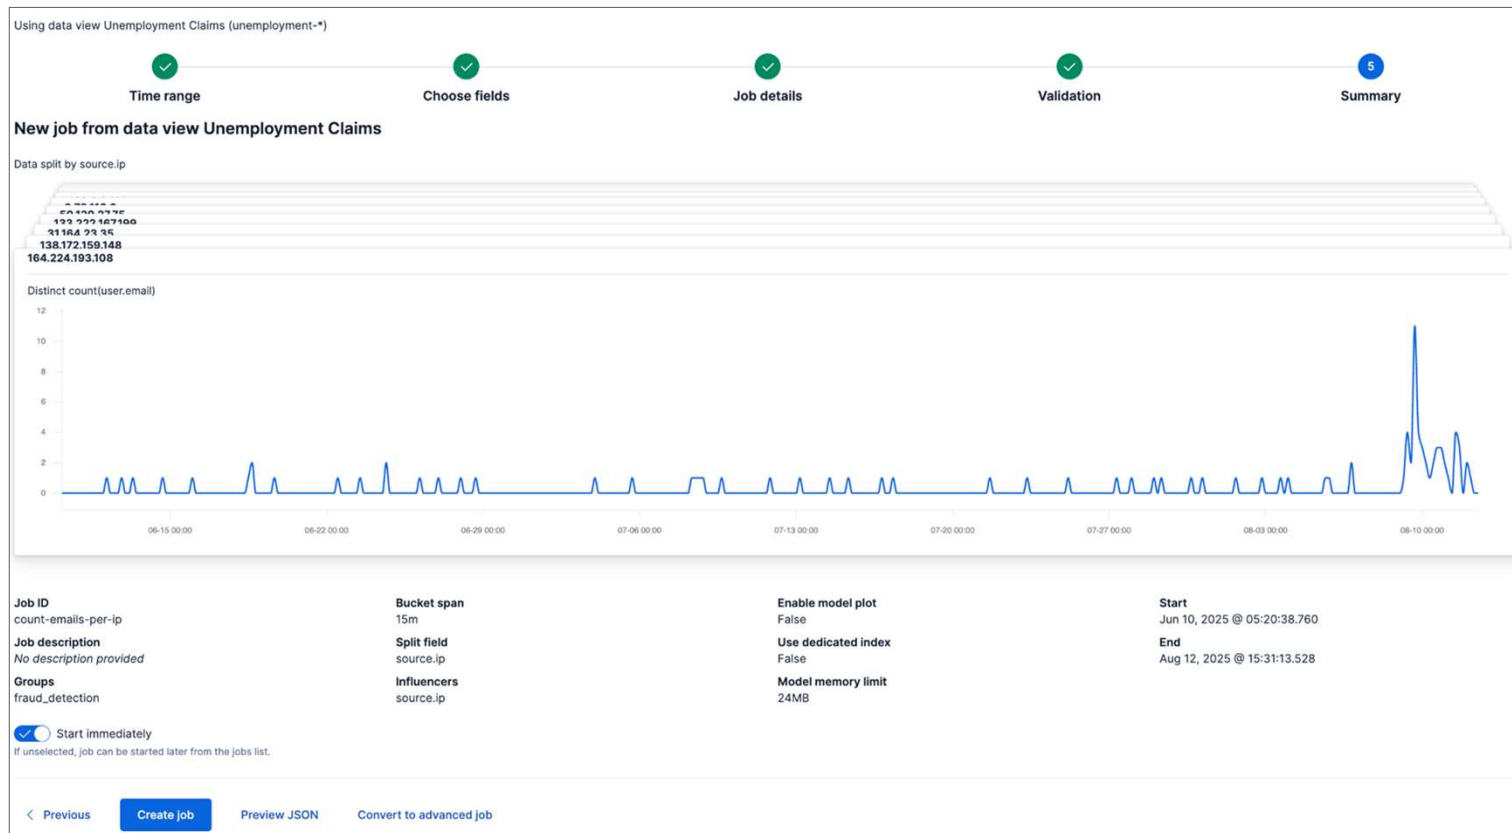 Using data view Unemployment Claims (unemployment-*)
5
Time range
Choose fields
Job details
Validation
Summary
New job from data view Unemployment Claims
Data split by source.ip
133.222.167.199
31.164.23.35
138.172.159.148
164.224.193.108
Distinct count(user.email)
12
10
8
6
4
2
0
06-15 00:00
06-22 00:00
06-29 00:00
07-06 00:00
07-13 00:00
07-20 00:00
07-27 00:00
08-03 00:00
08-10 00:00
Job ID
count-emails-per-ip
Job description
No description provided
Groups
fraud_detection
Bucket span
15m
Split field
source.ip
Influencers
source.ip
Enable model plot
False
Use dedicated index
False
Model memory limit
24MB
Start
Jun 10, 2025 @ 05:20:38.760
End
Aug 12, 2025 @ 15:31:13.528
Start immediately
If unselected, job can be started later from the jobs list.
Previous
Create job
Preview JSON
Convert to advanced job